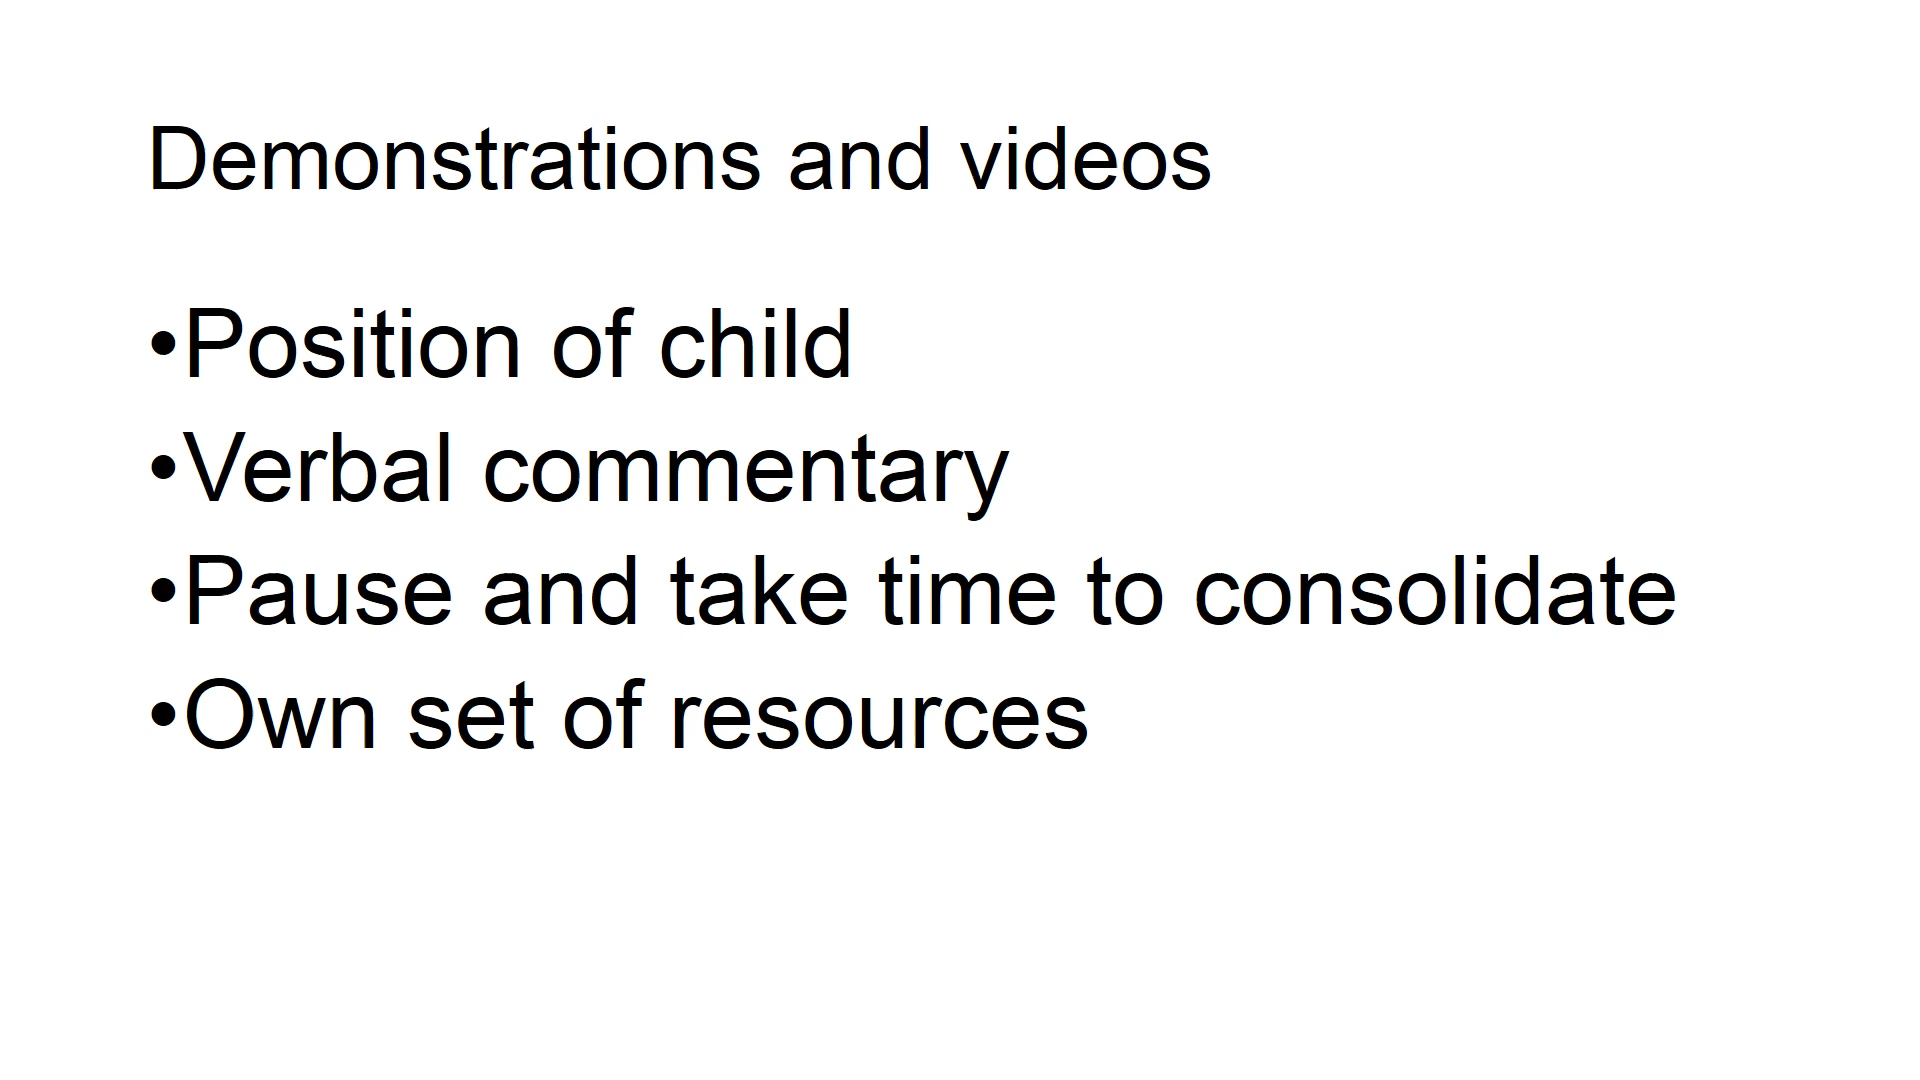 Demonstrations and videos
•Position of child
•Verbal commentary
•Pause and take time to consolidate
•Own set of resources